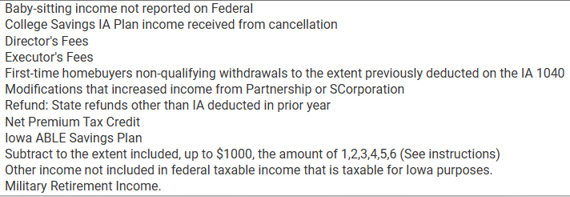 Baby-sitting income not reported on Federal
College Savings IA Plan income received from cancellation
Director's Fees
Executor's Fees
First-time homebuyers non-qualifying withdrawals to the extent previously deducted on the IA 1040
Modifications that increased income from Partnership or SCorporation
Refund: State refunds other than IA deducted in prior year
Net Premium Tax Credit
Iowa ABLE Savings Plan
Subtract to the extent included, up to $1000, the amount of 1,2,3,4,5,6 (See instructions)
Other income not included in federal taxable income that is taxable for Iowa purposes.
Military Retirement Income.